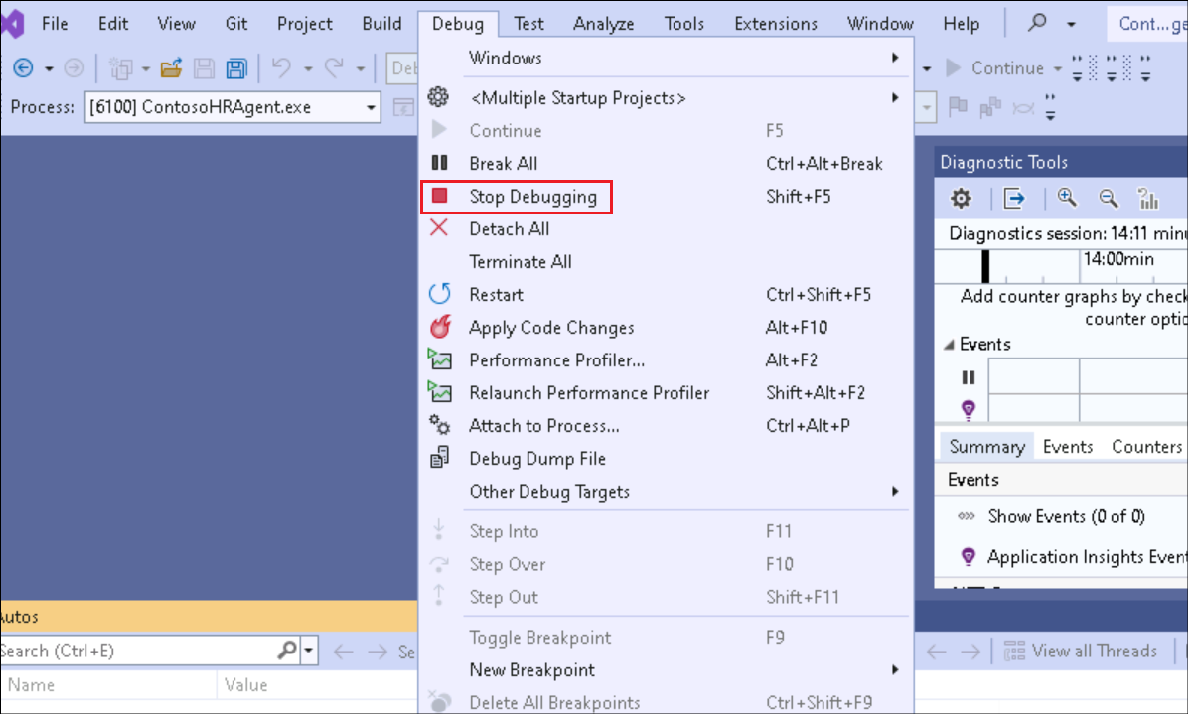 File Edit View Git Project Build Debug Test Analyze Tools Extensions Window Help Cont...ge
Deb Continue
Process: [6100] ContosoHRAgent.exe
Windows
<Multiple Startup Projects>
Continue F5
Break All Ctrl+Alt+Break
Stop Debugging Shift+F5
Detach All
Terminate All
Restart Ctrl+Shift+F5
Apply Code Changes Alt+F10
Performance Profiler... Alt+F2
Relaunch Performance Profiler Shift+Alt+F2
Attach to Process... Ctrl+Alt+P
Debug Dump File
Other Debug Targets
Step Into F11
Step Over F10
Step Out Shift+F11
Toggle Breakpoint F9
New Breakpoint
Delete All Breakpoints Ctrl+Shift+F9
Diagnostic Tools
Diagnostics session: 14:11 minu
14:00min
Add counter graphs by check
counter optio
Events
Summary Events Counters
Events
Show Events (0 of 0)
Application Insights Event
Autos
Search (Ctrl+E) Se
View all Threads
Name Value